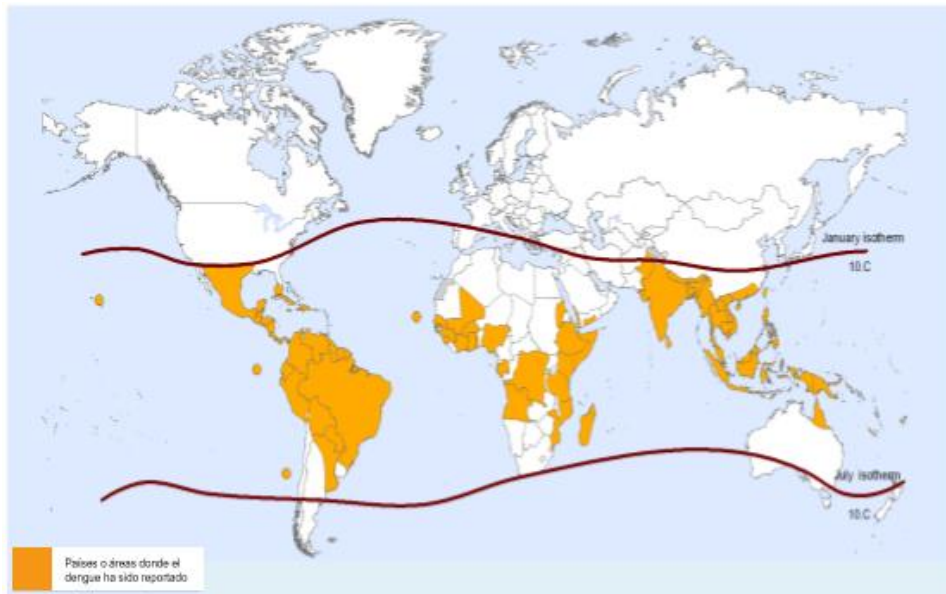 January isotherm
10.C
July isotherm
10.C
Países o áreas donde el
dengue ha sido reportado